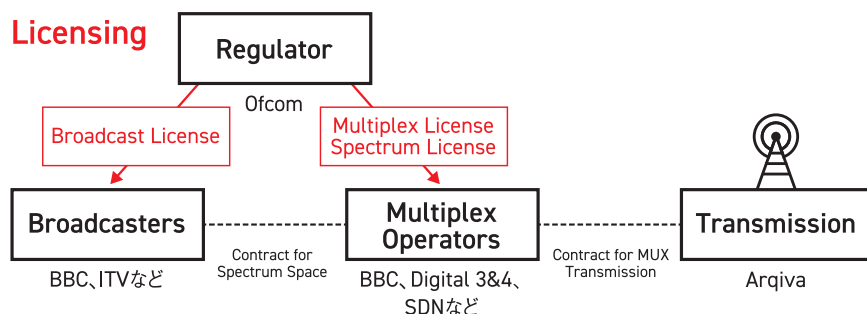 Licensing
Regulator
Ofcom
Broadcast License
Multiplex License
Spectrum License
Broadcasters
Contract for
Spectrum Space
Multiplex
Operators
Contract for MUX
Transmission
Transmission
BBC、ITVなど
BBC、Digital 3&4、
SDNなど
Arqiva